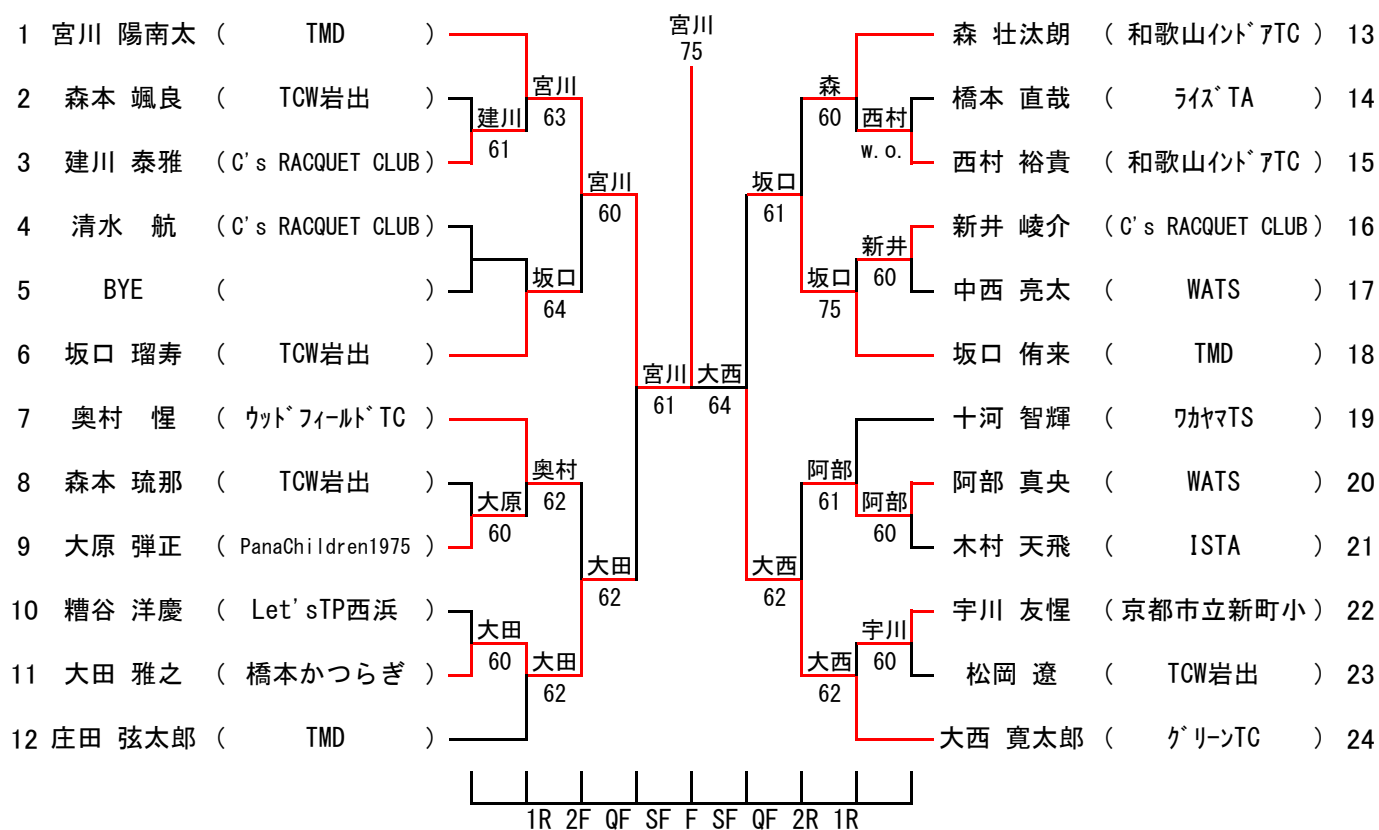 1 宮川 陽南太 ( TMD )
2 森本 颯良 ( TCW岩出 )
3 建川 泰雅 ( C's RACQUET CLUB )
4 清水 航 ( C's RACQUET CLUB )
5 BYE ( )
6 坂口 瑠寿 ( TCW岩出 )
7 奥村 惺 ( ウッドフィールドTC )
8 森本 琉那 ( TCW岩出 )
9 大原 弾正 ( PanaChildren1975 )
10 糟谷 洋慶 ( Let'sTP西浜 )
11 大田 雅之 ( 橋本かつらぎ )
12 庄田 弦太郎 ( TMD )
建川
61
大原
60
大田
60
宮川
63
坂口
64
奥村
62
大田
62
宮川
60
大田
62
宮川
61
宮川
75
大西
64
坂口
61
大西
62
森
60
坂口
75
阿部
61
大西
62
西村
w.o.
新井
60
阿部
60
宇川
60
森 壮汰朗 ( 和歌山インドアTC ) 13
橋本 直哉 ( ライズTA ) 14
西村 裕貴 ( 和歌山インドアTC ) 15
新井 崚介 ( C's RACQUET CLUB ) 16
中西 亮太 ( WATS ) 17
坂口 侑来 ( TMD ) 18
十河 智輝 ( ワカヤマTS ) 19
阿部 真央 ( WATS ) 20
木村 天飛 ( ISTA ) 21
宇川 友惺 ( 京都市立新町小 ) 22
松岡 遼 ( TCW岩出 ) 23
大西 寛太郎 ( グリーンTC ) 24
1R 2F QF SF F SF QF 2R 1R